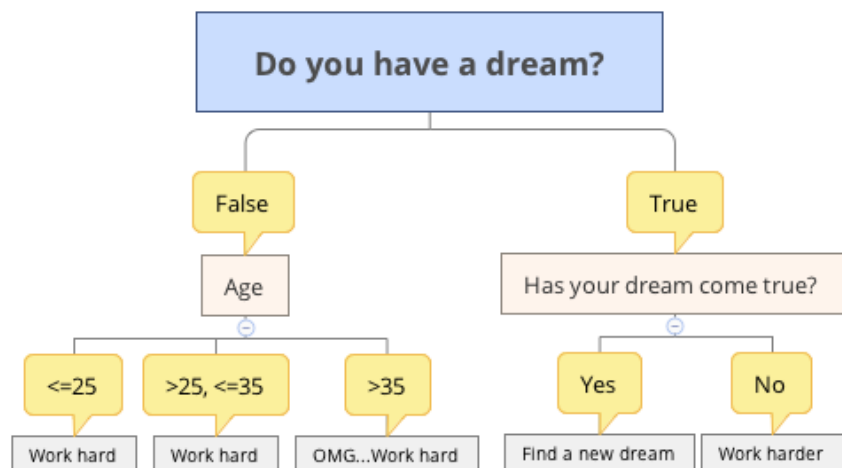 Do you have a dream?
False
True
Age
Has your dream come true?
<=25
>25, <=35
>35
Yes
No
Work hard
Work hard
OMG...Work hard
Find a new dream
Work harder